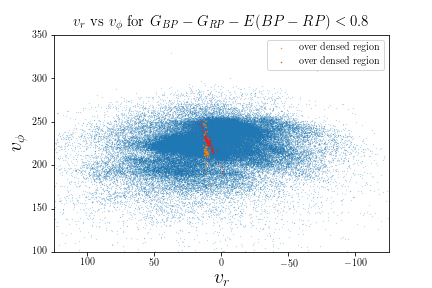 $v_r$ vs $v_\phi$ for $G_{BP} - G_{RP} - E(BP - RP) < 0.8$
over densed region
over densed region
350
300
250
200
150
100
$v_\phi$
100 50 0 −50 −100
$v_r$